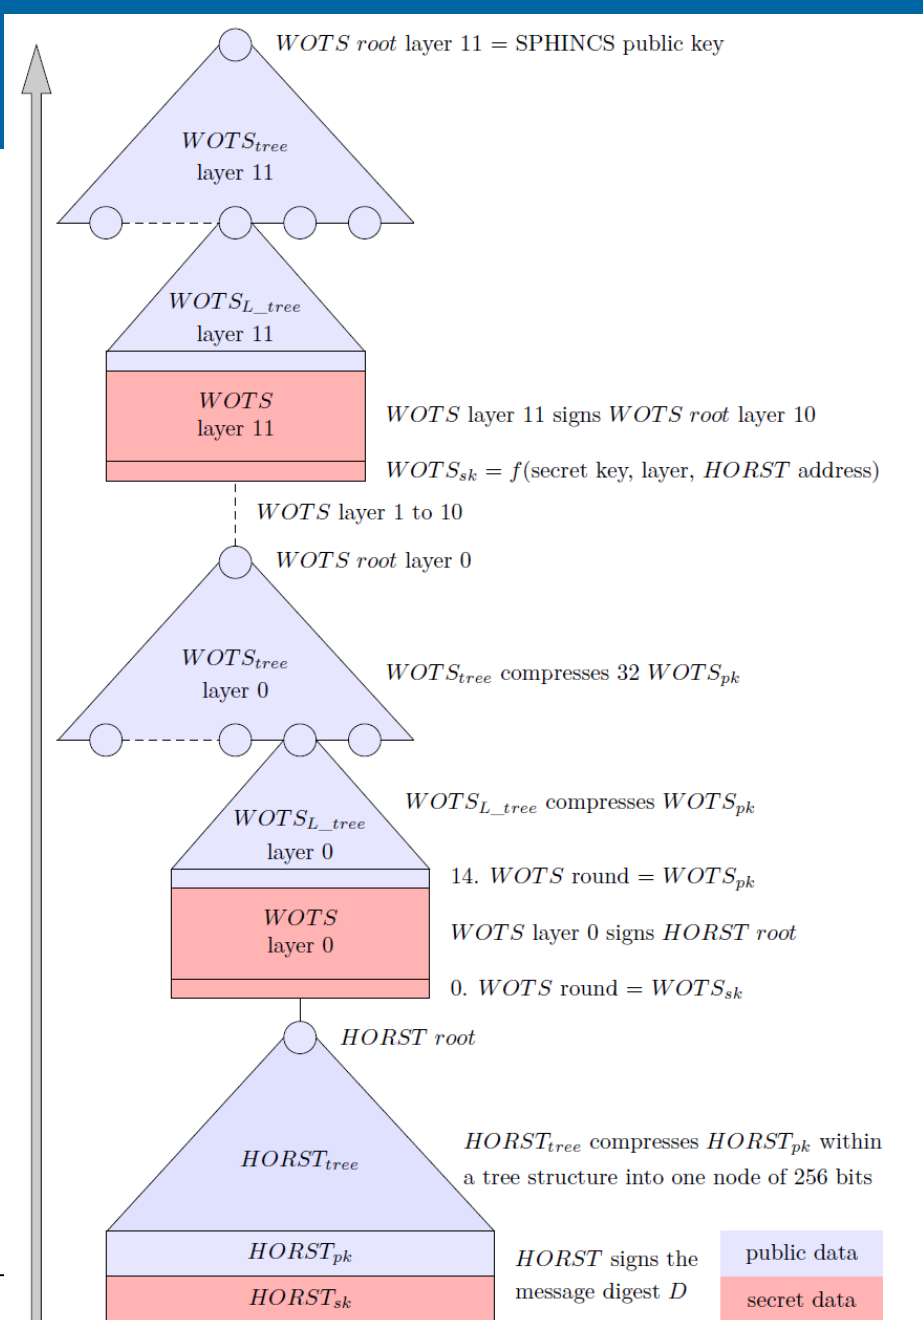 WOTS root layer 11 = SPHINCS public key
WOTS_tree
layer 11
WOTS_L_tree
layer 11
WOTS
layer 11
WOTS layer 11 signs WOTS root layer 10
WOTS_sk = f(secret key, layer, HORST address)
WOTS layer 1 to 10
WOTS root layer 0
WOTS_tree
layer 0
WOTS_tree compresses 32 WOTS_pk
WOTS_L_tree compresses WOTS_pk
WOTS_L_tree
layer 0
14. WOTS round = WOTS_pk
WOTS
layer 0
WOTS layer 0 signs HORST root
0. WOTS round = WOTS_sk
HORST root
HORST_tree
HORST_tree compresses HORST_pk within
a tree structure into one node of 256 bits
HORST_pk
HORST_sk
HORST signs the
message digest D
public data
secret data